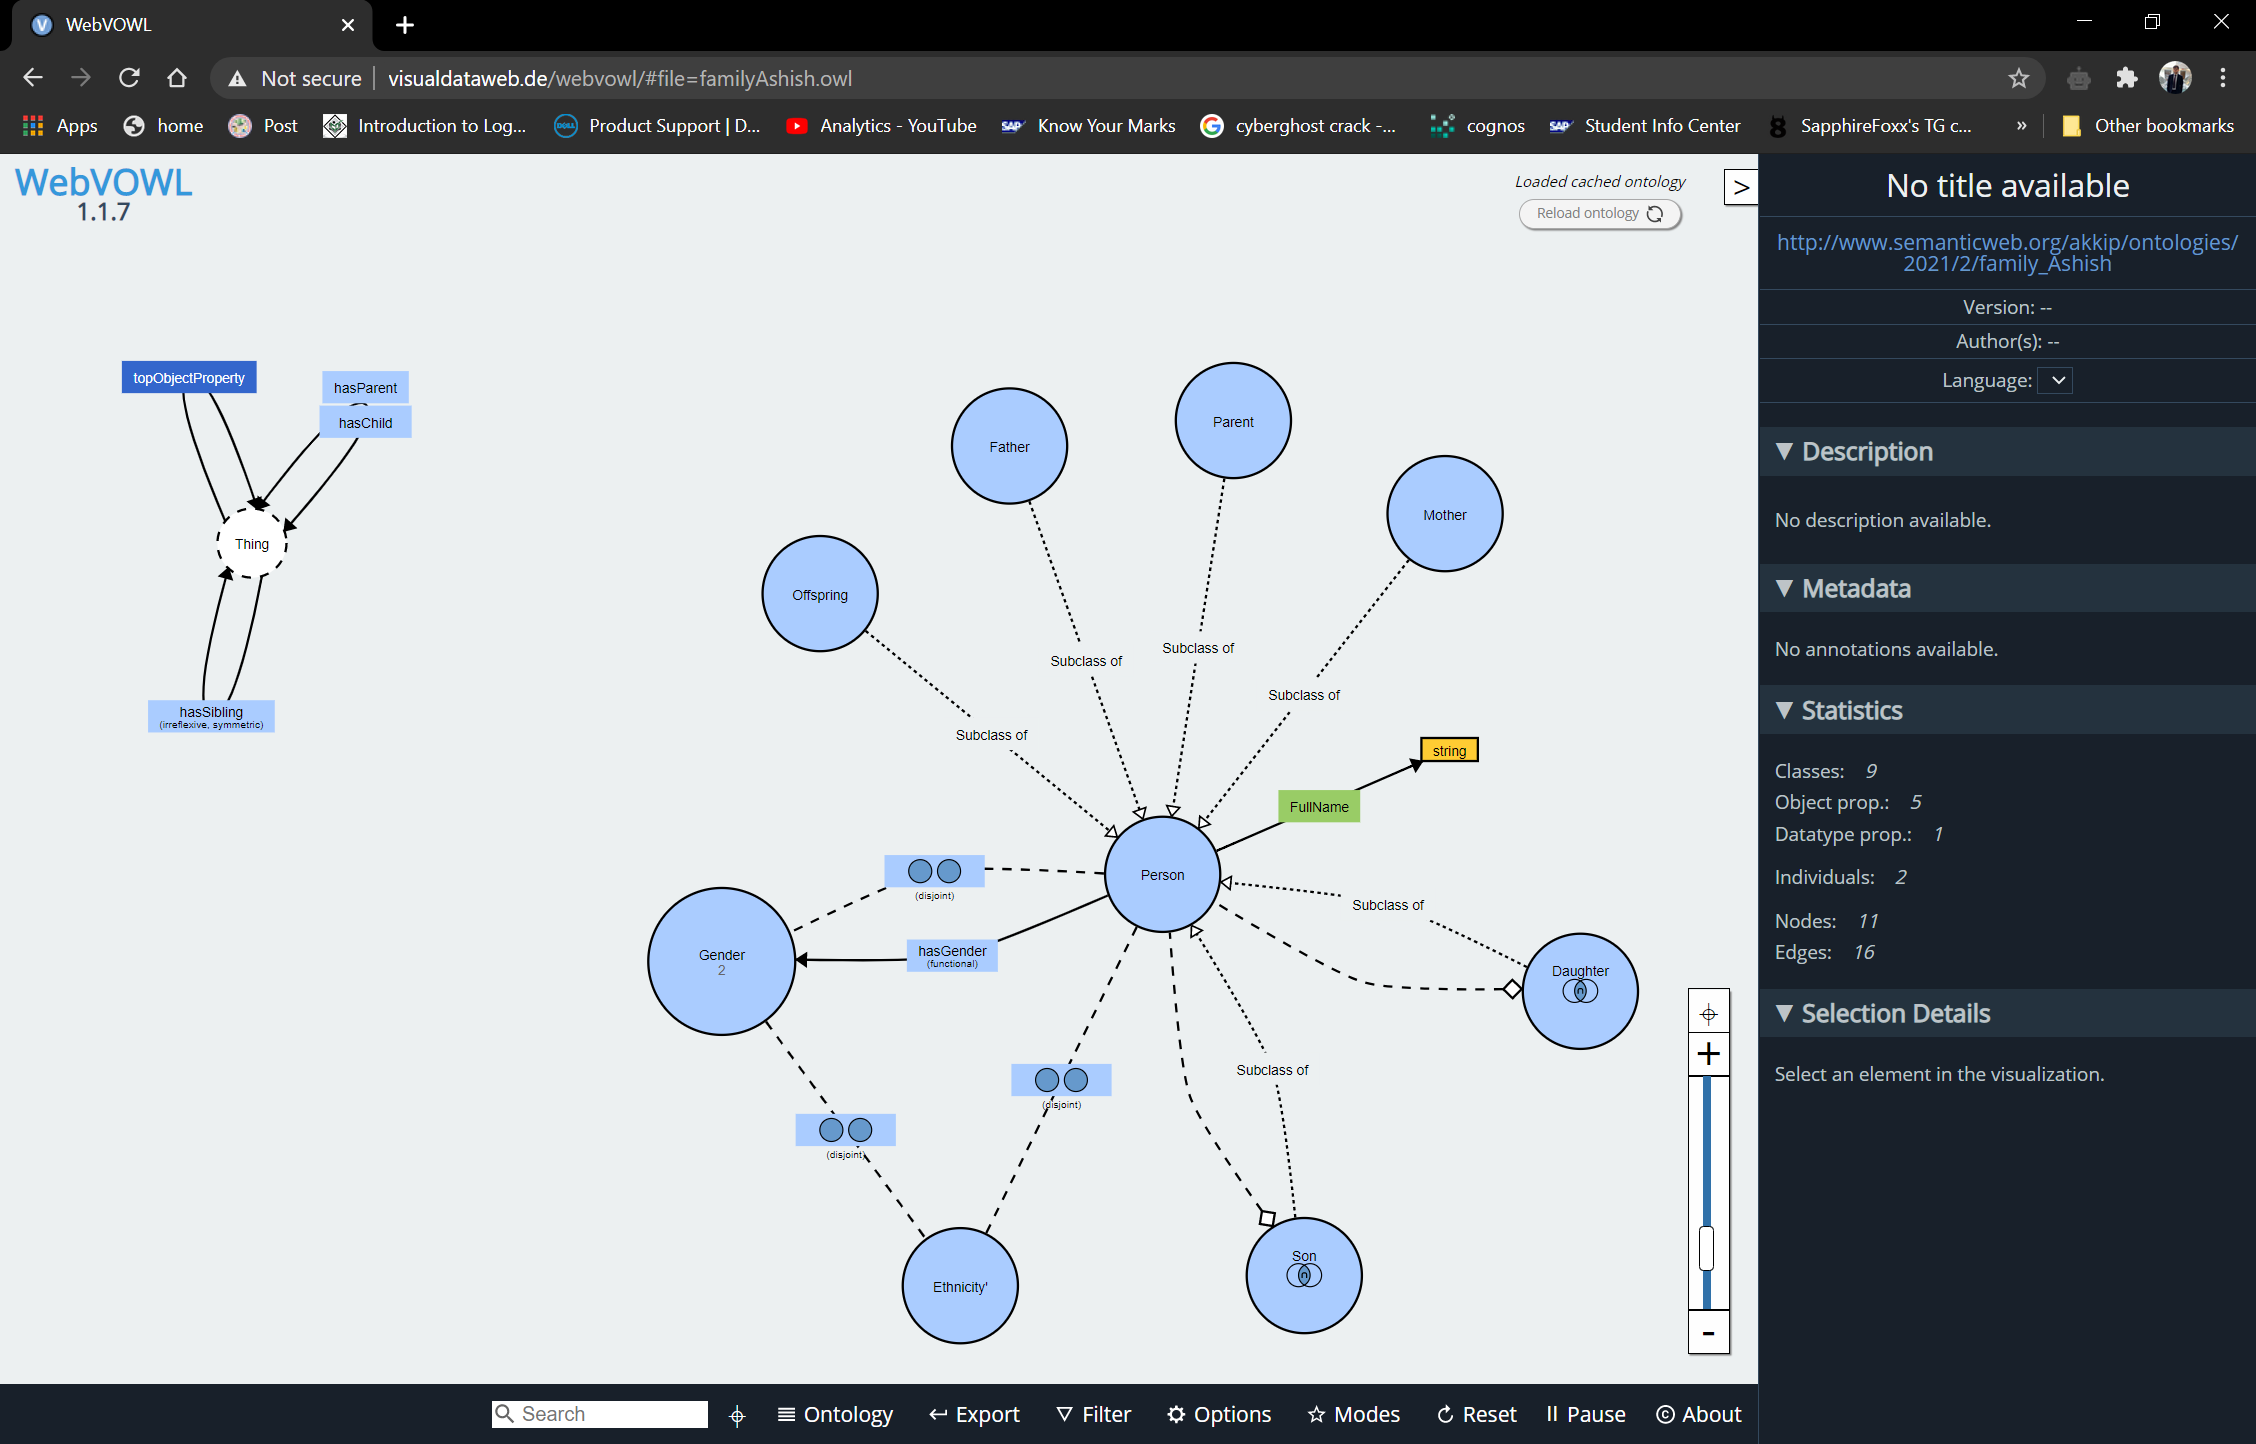 WebVOWL
Not secure
visualdataweb.de/webvowl/#file=familyAshish.owl
Apps
home
Post
Introduction to Log...
Product Support | D...
Analytics - YouTube
Know Your Marks
cyberghost crack -...
cognos
Student Info Center
SapphireFoxx's TG c...
»
Other bookmarks
WebVOWL
1.1.7
Loaded cached ontology
Reload ontology
>
topObjectProperty
hasParent
hasChild
Thing
hasSibling
(irreflexive, symmetric)
Father
Parent
Mother
Offspring
Subclass of
Subclass of
Subclass of
Subclass of
string
FullName
Person
(disjoint)
Subclass of
Gender
2
hasGender
(functional)
Daughter
∩
(disjoint)
Subclass of
(disjoint)
Ethnicity'
Son
∩
+
-
No title available
http://www.semanticweb.org/akkip/ontologies/
2021/2/family_Ashish
Version: --
Author(s): --
Language:
▼ Description
No description available.
▼ Metadata
No annotations available.
▼ Statistics
Classes: 9
Object prop.: 5
Datatype prop.: 1
Individuals: 2
Nodes: 11
Edges: 16
▼ Selection Details
Select an element in the visualization.
Search
Ontology
Export
Filter
Options
Modes
Reset
Pause
© About